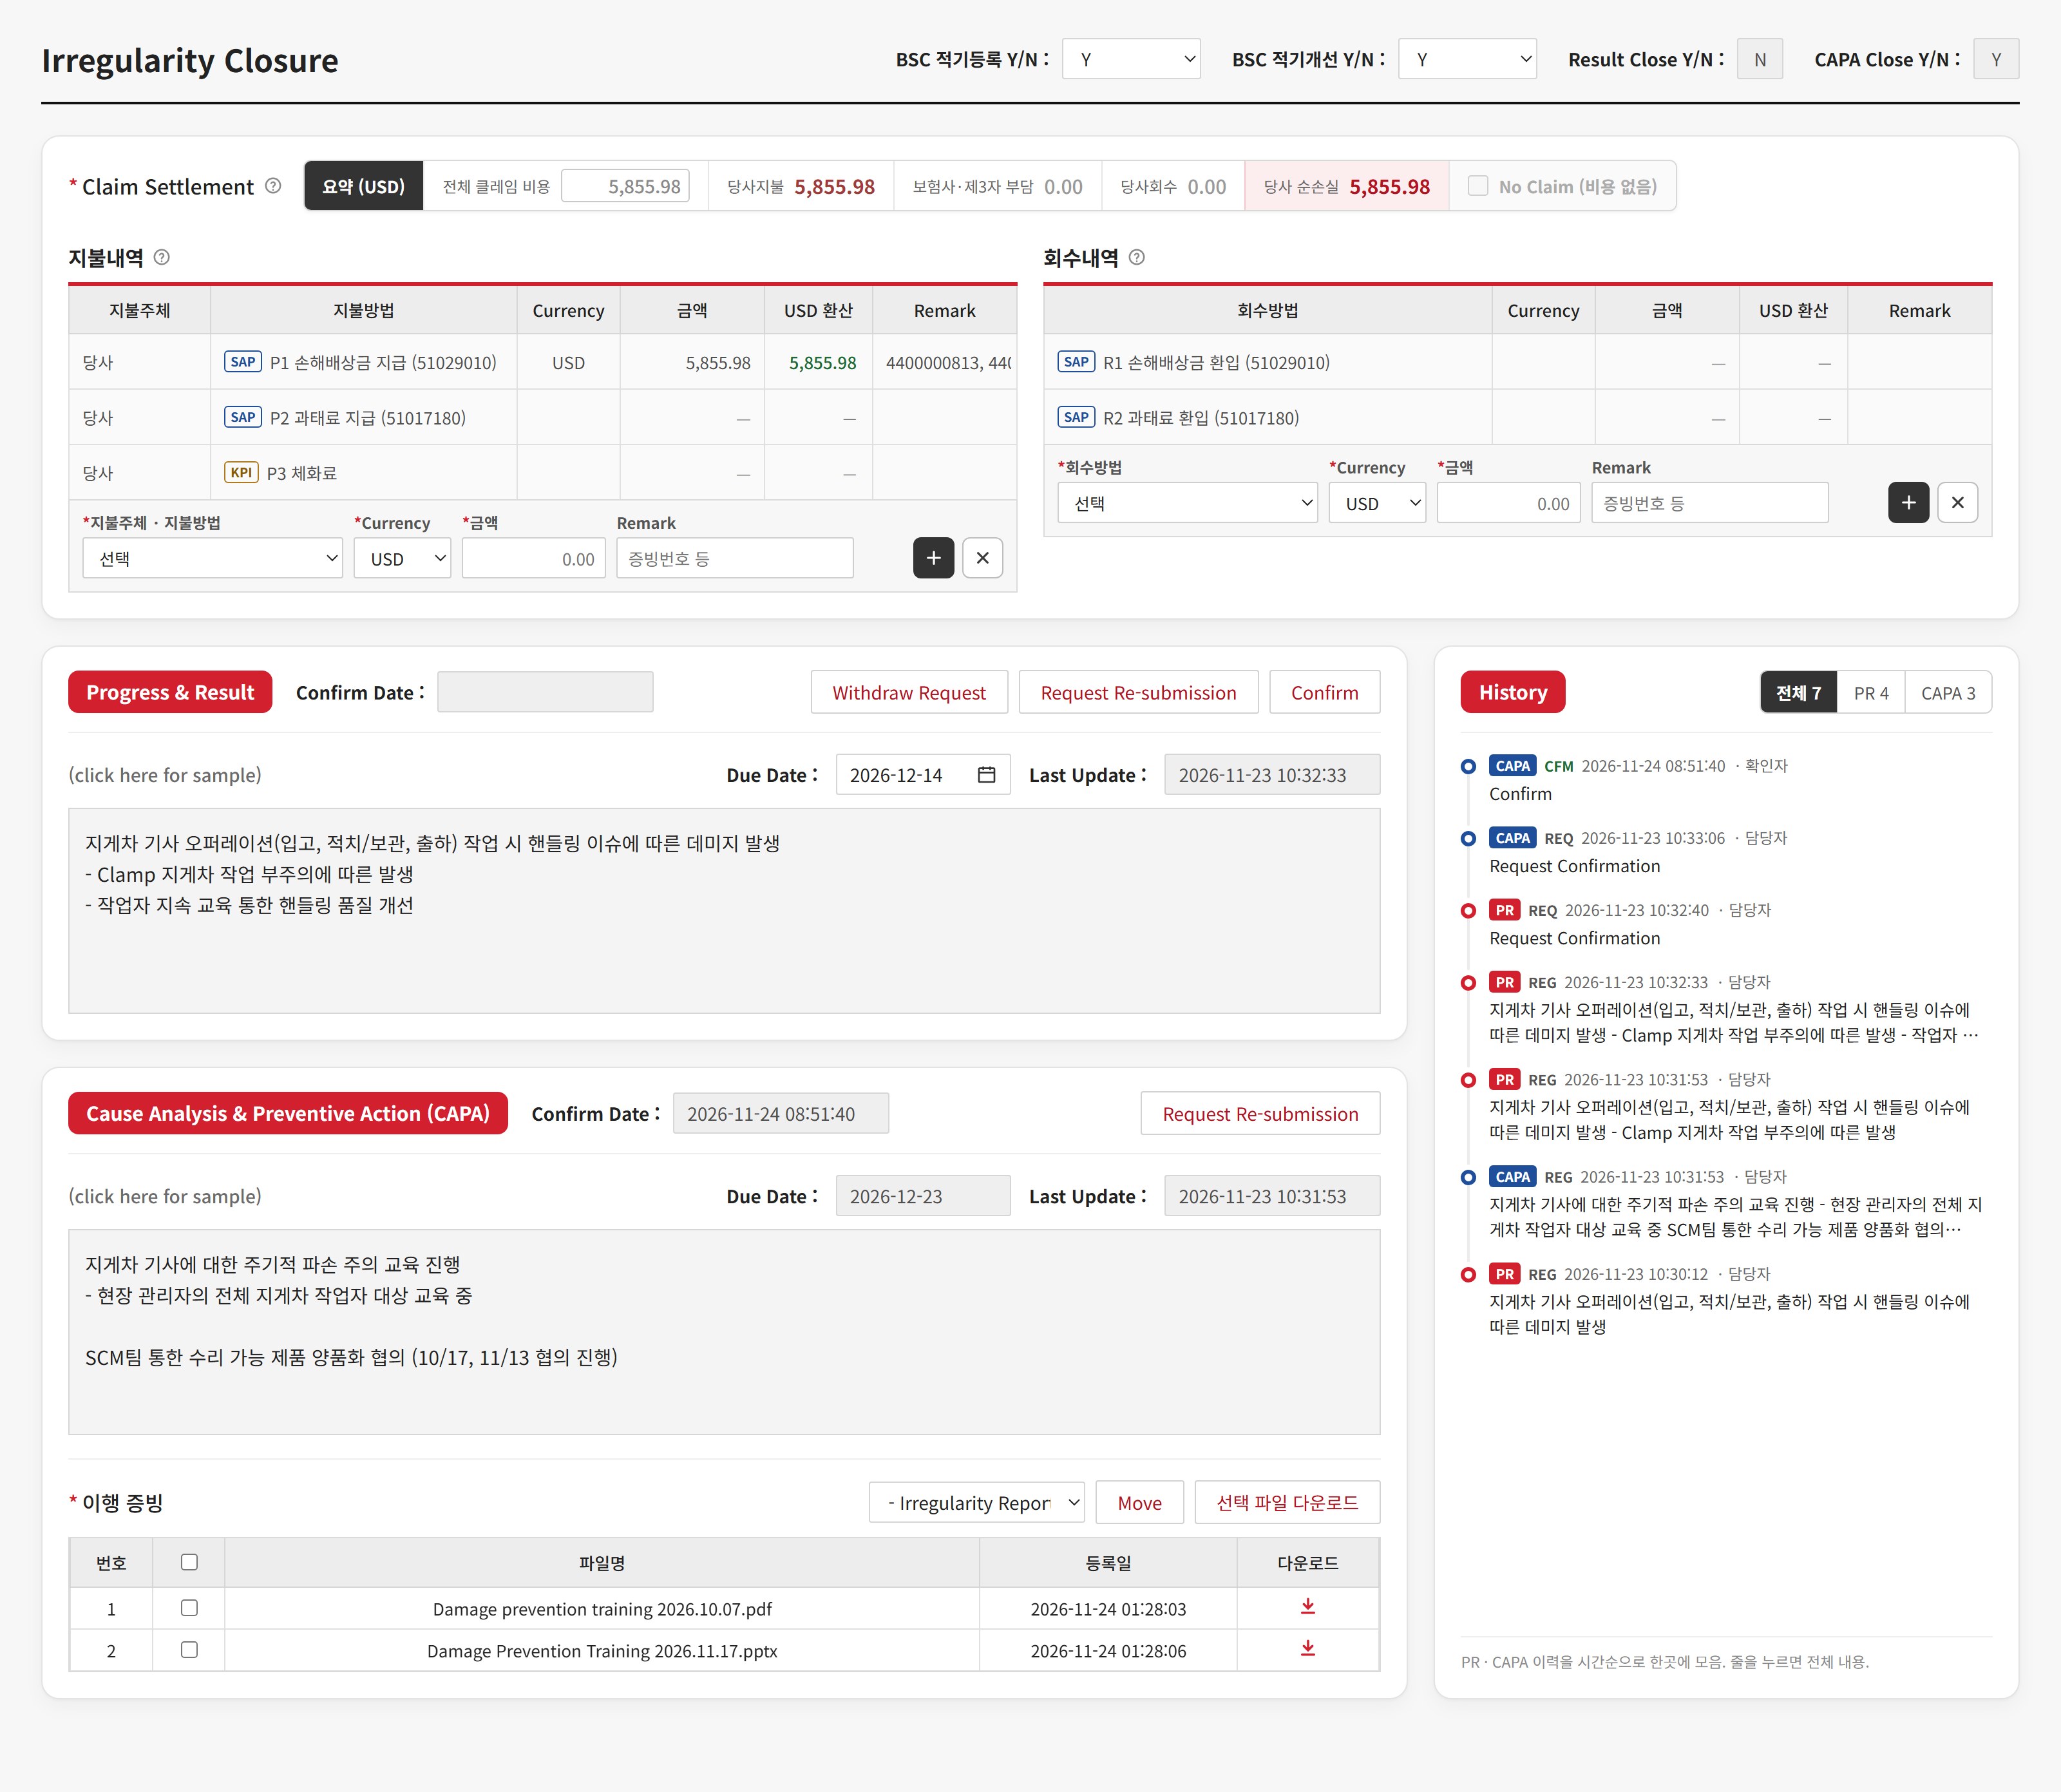 Irregularity Closure
BSC 적기등록 Y/N : Y BSC 적기개선 Y/N : Y Result Close Y/N : N CAPA Close Y/N : Y
* Claim Settlement ? 요약 (USD) 전체 클레임 비용 5,855.98 당사지불 5,855.98 보험사·제3자 부담 0.00 당사회수 0.00 당사 순손실 5,855.98 No Claim (비용 없음)
지불내역 ?
지불주체 지불방법 Currency 금액 USD 환산 Remark
당사 SAP P1 손해배상금 지급 (51029010) USD 5,855.98 5,855.98 4400000813, 440
당사 SAP P2 과태료 지급 (51017180) — —
당사 KPI P3 체화료 — —
*지불주체 · 지불방법 *Currency *금액 Remark
선택 USD 0.00 증빙번호 등 + ×
회수내역 ?
회수방법 Currency 금액 USD 환산 Remark
SAP R1 손해배상금 환입 (51029010) — —
SAP R2 과태료 환입 (51017180) — —
*회수방법 *Currency *금액 Remark
선택 USD 0.00 증빙번호 등 + ×
Progress & Result Confirm Date : Withdraw Request Request Re-submission Confirm
(click here for sample) Due Date : 2026-12-14 Last Update : 2026-11-23 10:32:33
지게차 기사 오퍼레이션(입고, 적치/보관, 출하) 작업 시 핸들링 이슈에 따른 데미지 발생
- Clamp 지게차 작업 부주의에 따른 발생
- 작업자 지속 교육 통한 핸들링 품질 개선
Cause Analysis & Preventive Action (CAPA) Confirm Date : 2026-11-24 08:51:40 Request Re-submission
(click here for sample) Due Date : 2026-12-23 Last Update : 2026-11-23 10:31:53
지게차 기사에 대한 주기적 파손 주의 교육 진행
- 현장 관리자의 전체 지게차 작업자 대상 교육 중
SCM팀 통한 수리 가능 제품 양품화 협의 (10/17, 11/13 협의 진행)
* 이행 증빙 - Irregularity Repor Move 선택 파일 다운로드
번호 파일명 등록일 다운로드
1 Damage prevention training 2026.10.07.pdf 2026-11-24 01:28:03
2 Damage Prevention Training 2026.11.17.pptx 2026-11-24 01:28:06
History 전체 7 PR 4 CAPA 3
CAPA CFM 2026-11-24 08:51:40 · 확인자
Confirm
CAPA REQ 2026-11-23 10:33:06 · 담당자
Request Confirmation
PR REQ 2026-11-23 10:32:40 · 담당자
Request Confirmation
PR REG 2026-11-23 10:32:33 · 담당자
지게차 기사 오퍼레이션(입고, 적치/보관, 출하) 작업 시 핸들링 이슈에
따른 데미지 발생 - Clamp 지게차 작업 부주의에 따른 발생 - 작업자 …
PR REG 2026-11-23 10:31:53 · 담당자
지게차 기사 오퍼레이션(입고, 적치/보관, 출하) 작업 시 핸들링 이슈에
따른 데미지 발생 - Clamp 지게차 작업 부주의에 따른 발생
CAPA REG 2026-11-23 10:31:53 · 담당자
지게차 기사에 대한 주기적 파손 주의 교육 진행 - 현장 관리자의 전체 지
게차 작업자 대상 교육 중 SCM팀 통한 수리 가능 제품 양품화 협의…
PR REG 2026-11-23 10:30:12 · 담당자
지게차 기사 오퍼레이션(입고, 적치/보관, 출하) 작업 시 핸들링 이슈에
따른 데미지 발생
PR · CAPA 이력을 시간순으로 한곳에 모음. 줄을 누르면 전체 내용.